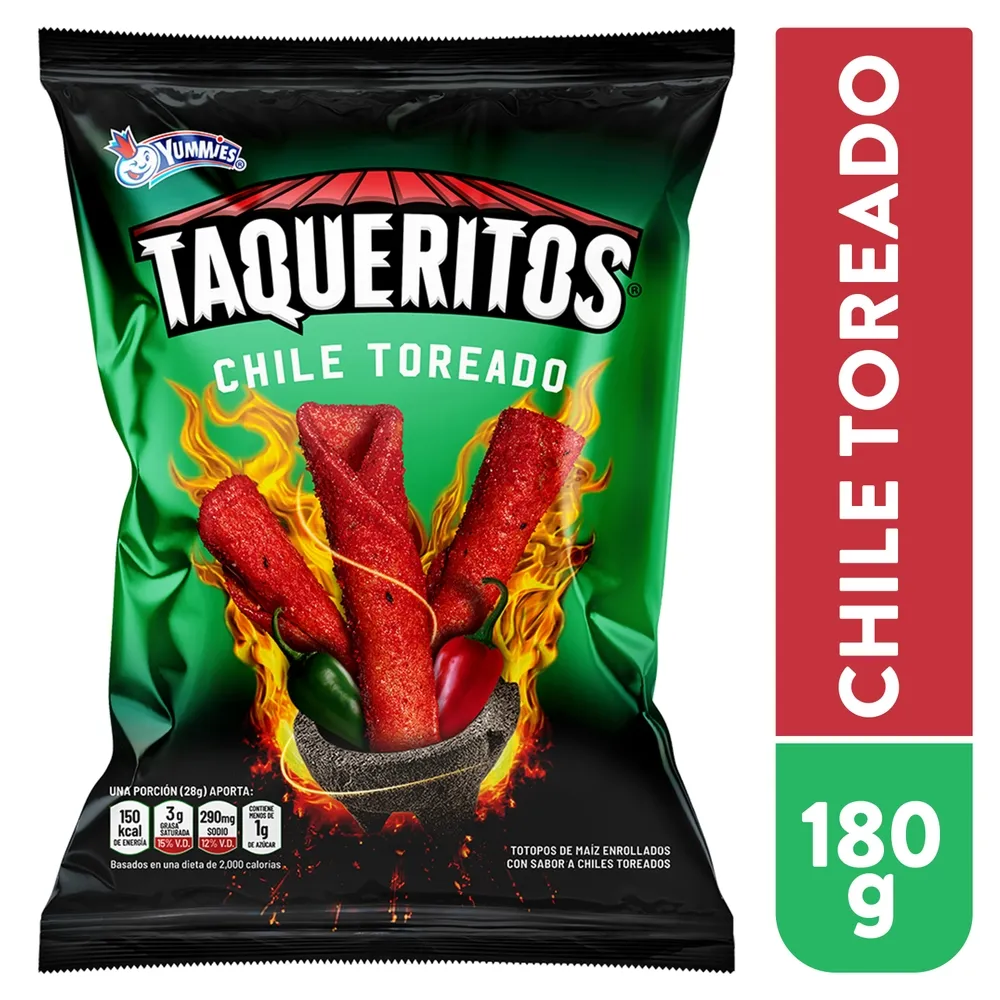 YUMMIES®
TAQUERITOS®
CHILE TOREADO
UNA PORCIÓN (28g) APORTA:
150
kcal
DE ENERGÍA
3g
GRASA
SATURADA
15% V.D.
290mg
SODIO
12% V.D.
CONTIENE
MENOS DE
1g
DE AZÚCAR
Basados en una dieta de 2,000 calorías
TOTOPOS DE MAÍZ ENROLLADOS
CON SABOR A CHILES TOREADOS
CHILE TOREADO
180
g